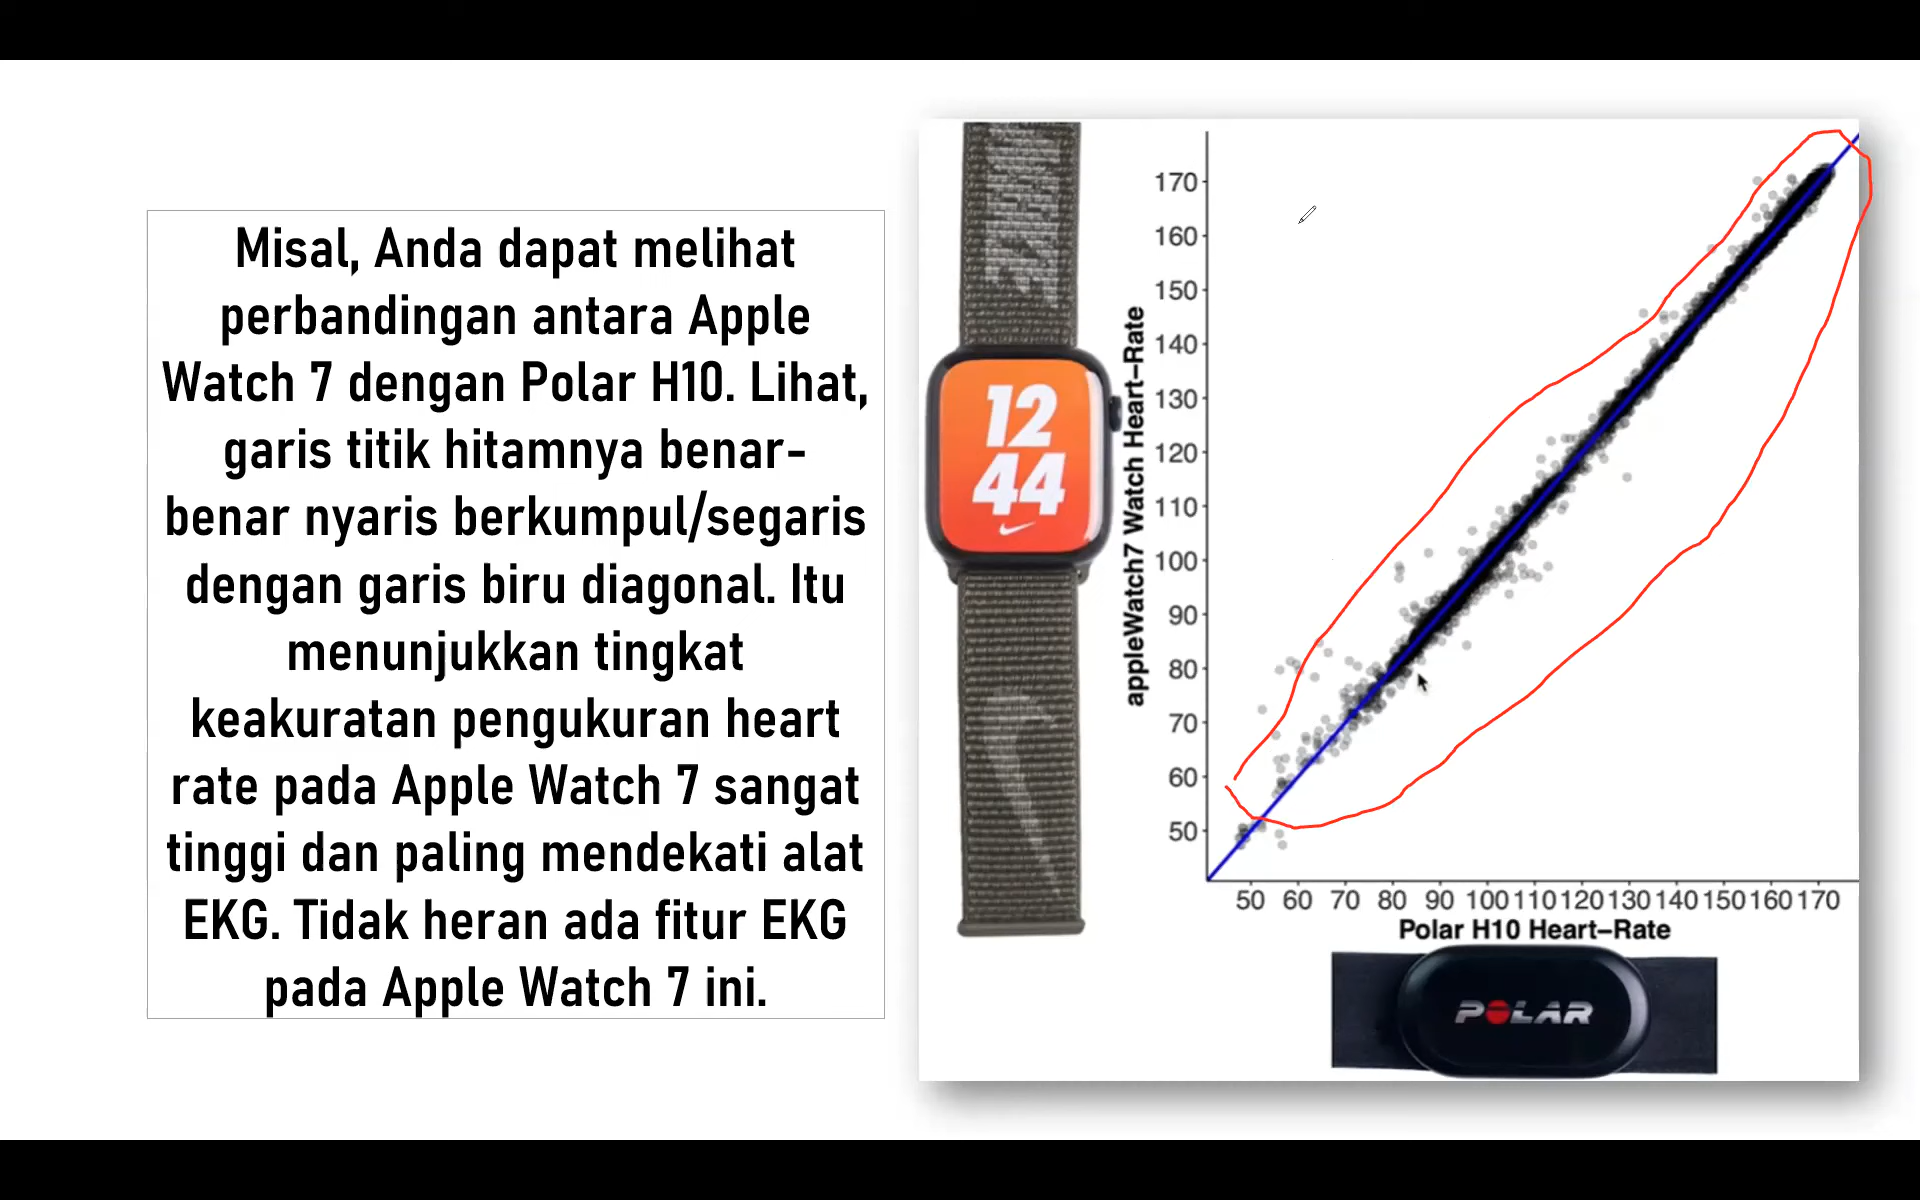 Misal, Anda dapat melihat
perbandingan antara Apple
Watch 7 dengan Polar H10. Lihat,
garis titik hitamnya benar-
benar nyaris berkumpul/segaris
dengan garis biru diagonal. Itu
menunjukkan tingkat
keakuratan pengukuran heart
rate pada Apple Watch 7 sangat
tinggi dan paling mendekati alat
EKG. Tidak heran ada fitur EKG
pada Apple Watch 7 ini.
12
44
appleWatch7 Watch Heart-Rate
170
160
150
140
130
120
110
100
90
80
70
60
50
50 60 70 80 90 100 110 120 130 140 150 160 170
Polar H10 Heart-Rate
POLAR